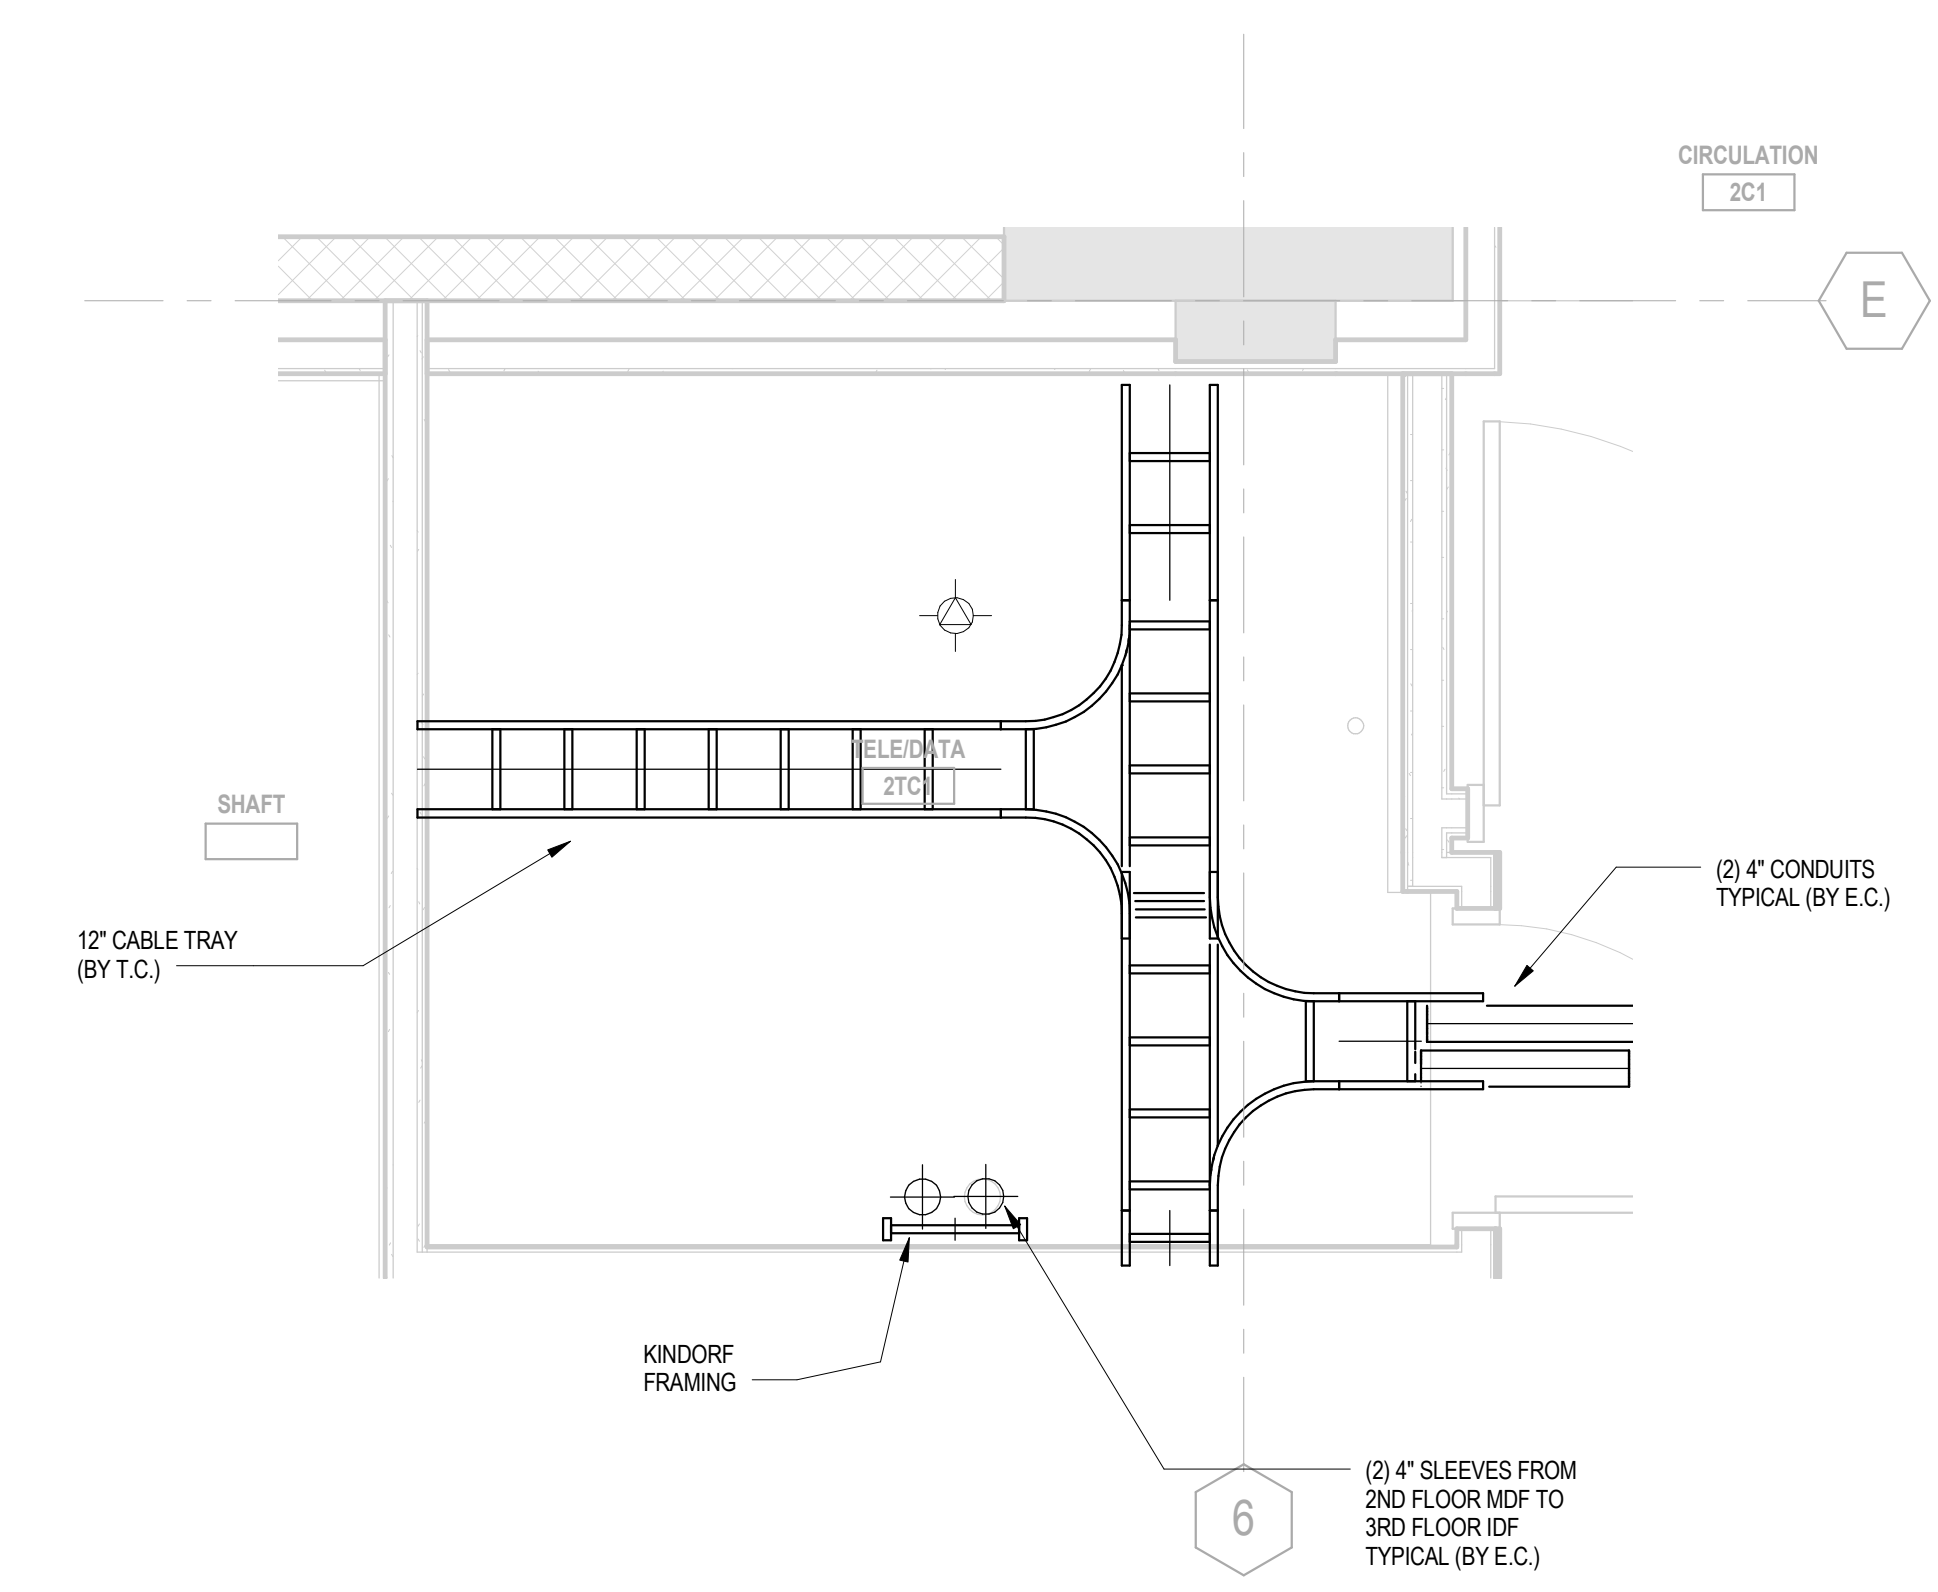 CIRCULATION
2C1
E
TELE/DATA
2TC1
SHAFT
(2) 4" CONDUITS
TYPICAL (BY E.C.)
12" CABLE TRAY
(BY T.C.)
KINDORF
FRAMING
(2) 4" SLEEVES FROM
2ND FLOOR MDF TO
3RD FLOOR IDF
TYPICAL (BY E.C.)
6